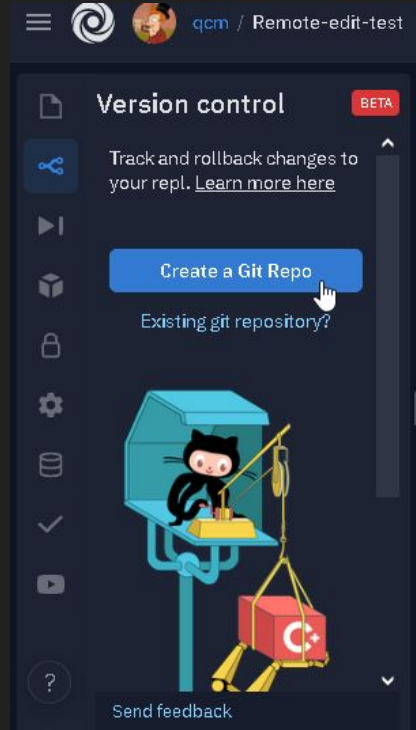 qcm / Remote-edit-test
Version control
BETA
Track and rollback changes to
your repl. Learn more here
Create a Git Repo
Existing git repository?
C+
?
Send feedback